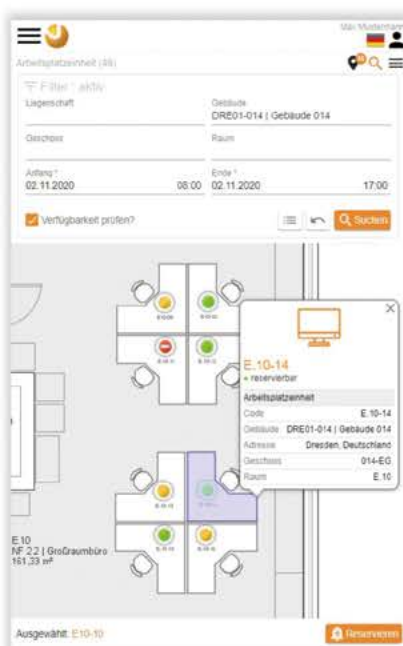 Max Mustermann
Arbeitsplatzeinheit (46)
Filter : aktiv
Liegenschaft
Gebäude
DRE01-014 | Gebäude 014
Geschoss
Raum
Anfang *
Ende *
02.11.2020 08:00 02.11.2020 17:00
Verfügbarkeit prüfen?
Suchen
E.10-14
reservierbar
Arbeitsplatzeinheit
Code E.10-14
Gebäude DRE01-014 | Gebäude 014
Adresse Dresden, Deutschland
Geschoss 014-EG
Raum E.10
E.10
NF 2.2 | Großraumbüro
161,33 m²
Ausgewählt: E10-10
Reservieren